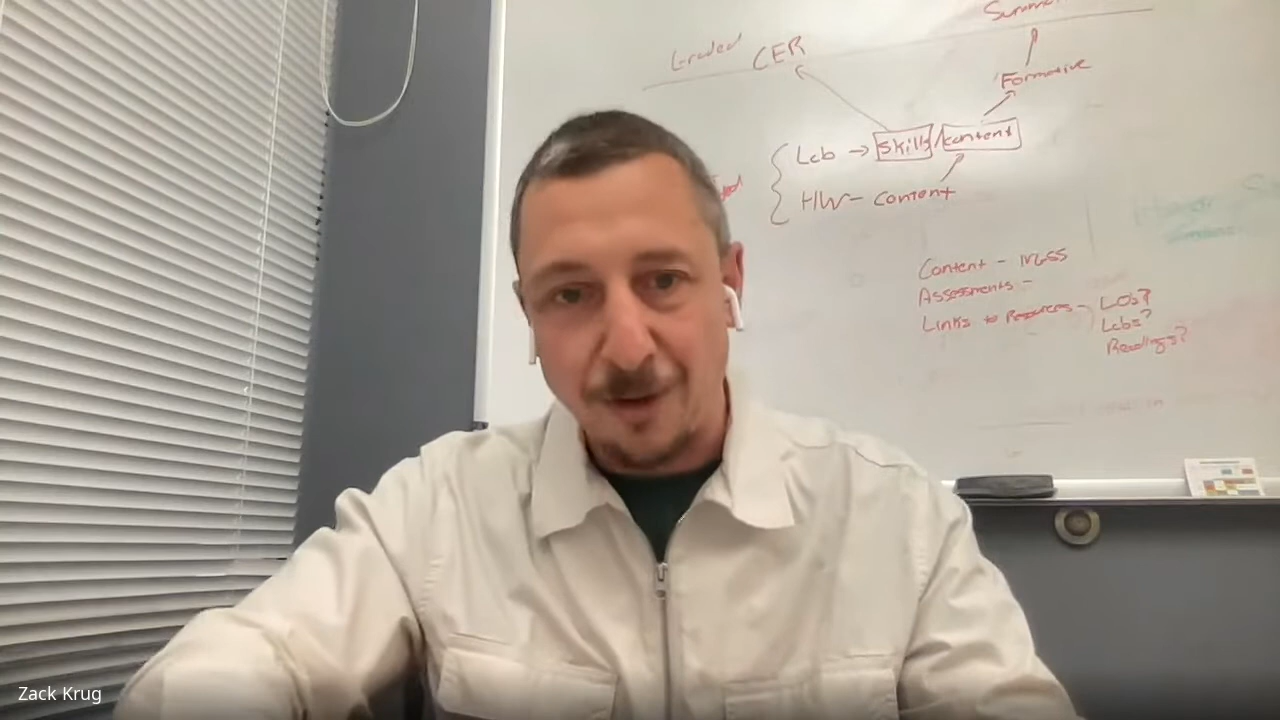 Graded CER
Formative
Lab → skills/content
HW - content
Content - NGSS
Assessments -
Links to Resources - LOs?
Labs?
Readings?
Zack Krug